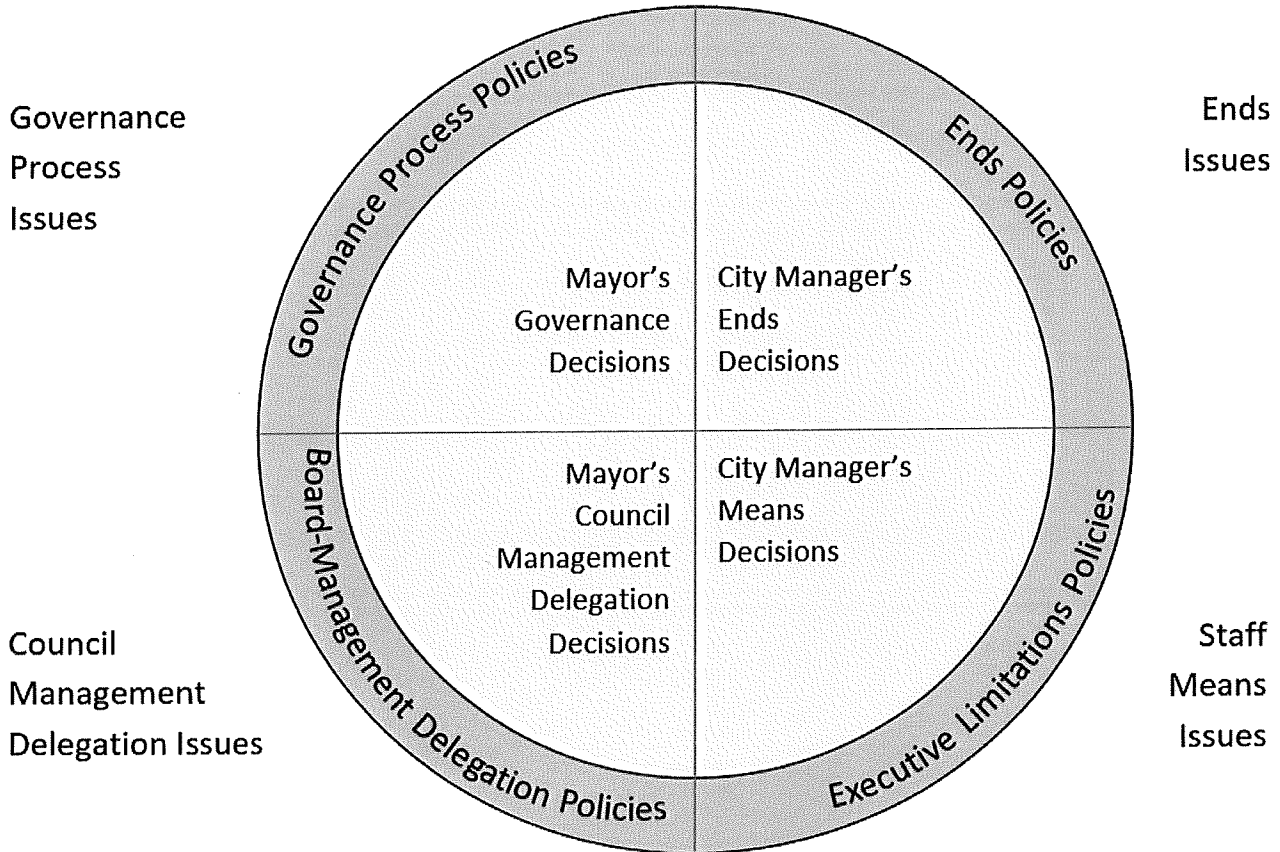 Governance Process Policies
Ends Policies
Governance
Process
Issues
Ends
Issues
Mayor's
Governance
Decisions
City Manager's
Ends
Decisions
Mayor's
Council
Management
Delegation
Decisions
City Manager's
Means
Decisions
Council
Management
Delegation Issues
Staff
Means
Issues
Board-Management Delegation Policies
Executive Limitations Policies